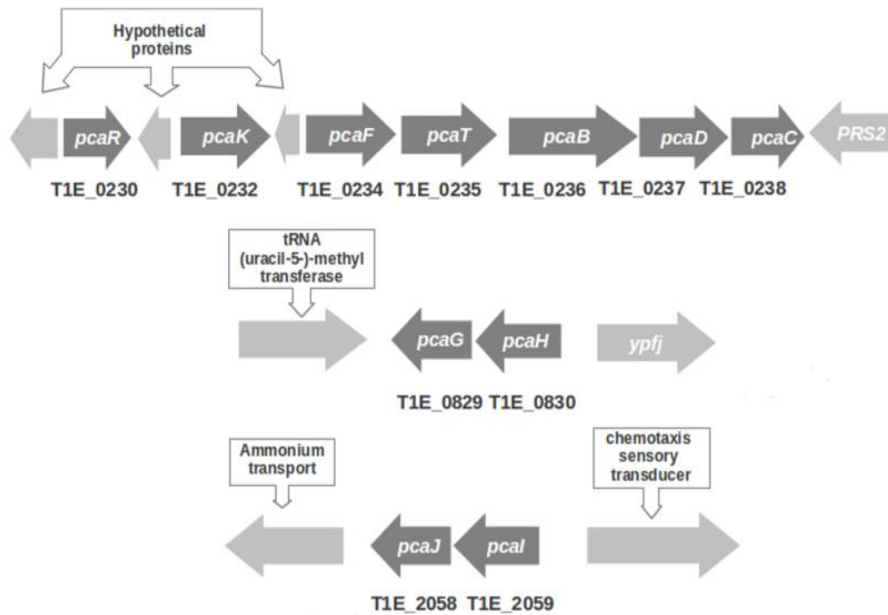 Hypothetical
proteins
pcaR pcaK pcaF pcaT pcaB pcaD pcaC PRS2
T1E_0230 T1E_0232 T1E_0234 T1E_0235 T1E_0236 T1E_0237 T1E_0238
tRNA
(uracil-5-)-methyl
transferase
pcaG pcaH ypfj
T1E_0829 T1E_0830
Ammonium
transport
chemotaxis
sensory
transducer
pcaJ pcaI
T1E_2058 T1E_2059